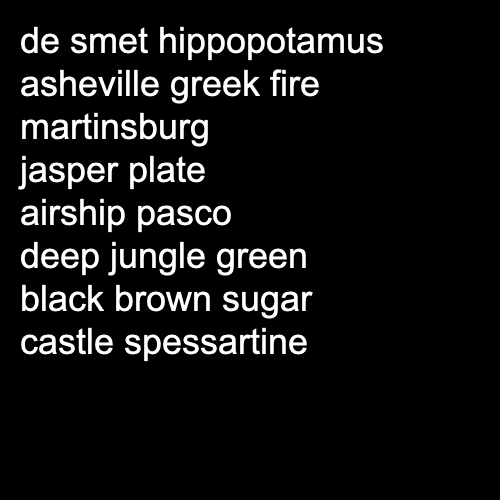 de smet hippopotamus
asheville greek fire
martinsburg
jasper plate
airship pasco
deep jungle green
black brown sugar
castle spessartine